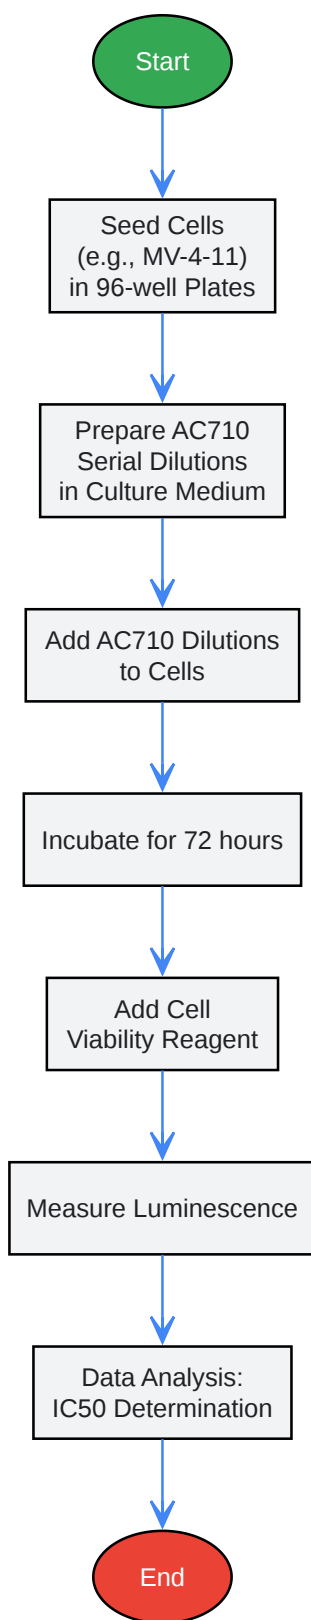 Start
Seed Cells
(e.g., MV-4-11)
in 96-well Plates
Prepare AC710
Serial Dilutions
in Culture Medium
Add AC710 Dilutions
to Cells
Incubate for 72 hours
Add Cell
Viability Reagent
Measure Luminescence
Data Analysis:
IC50 Determination
End